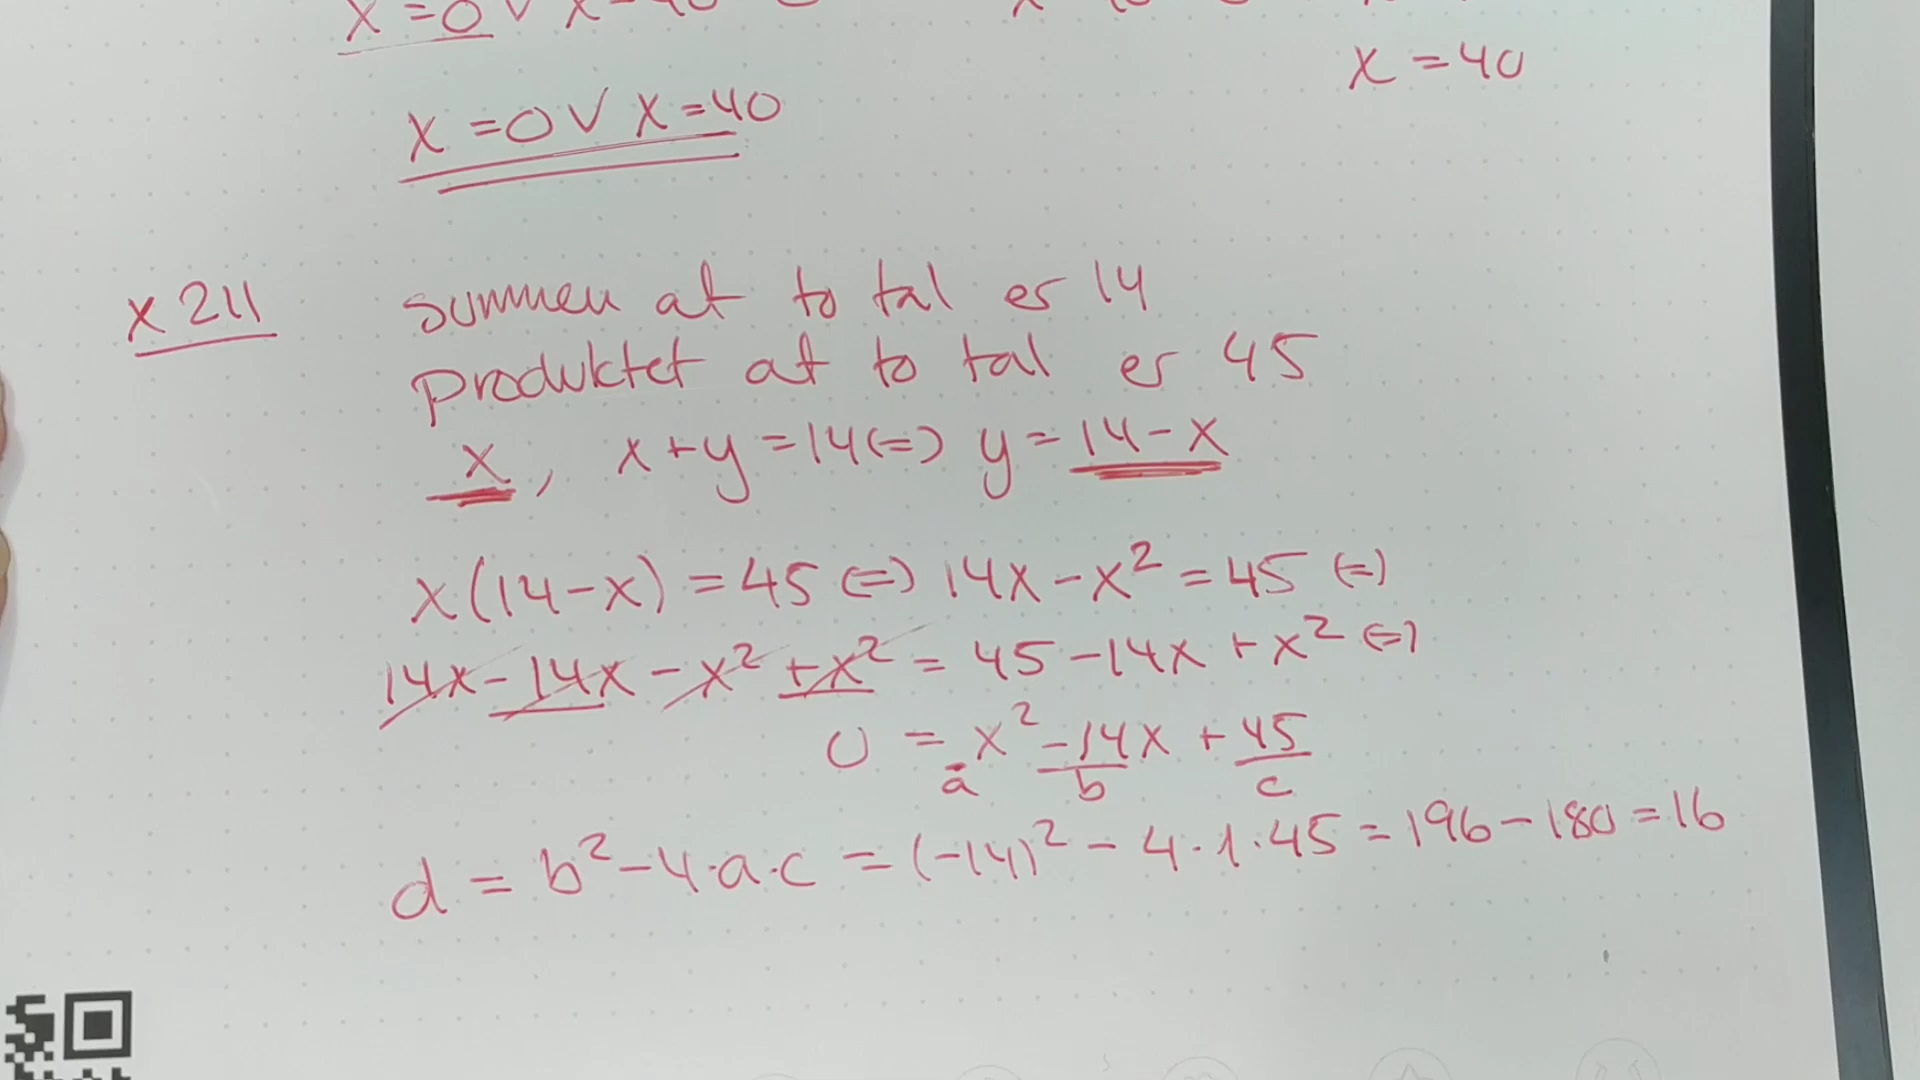 x = 0 ∨ x
x = 40
x = 0 ∨ x = 40
x 211
summen af to tal er 14
produktet af to tal er 45
x, x + y = 14 (=) y = 14 - x
x(14 - x) = 45 (=) 14x - x² = 45 (=)
14x - 14x - x² + x² = 45 - 14x + x² (=)
0 = x² - 14x + 45
a b c
d = b² - 4·a·c = (-14)² - 4·1·45 = 196 - 180 = 16